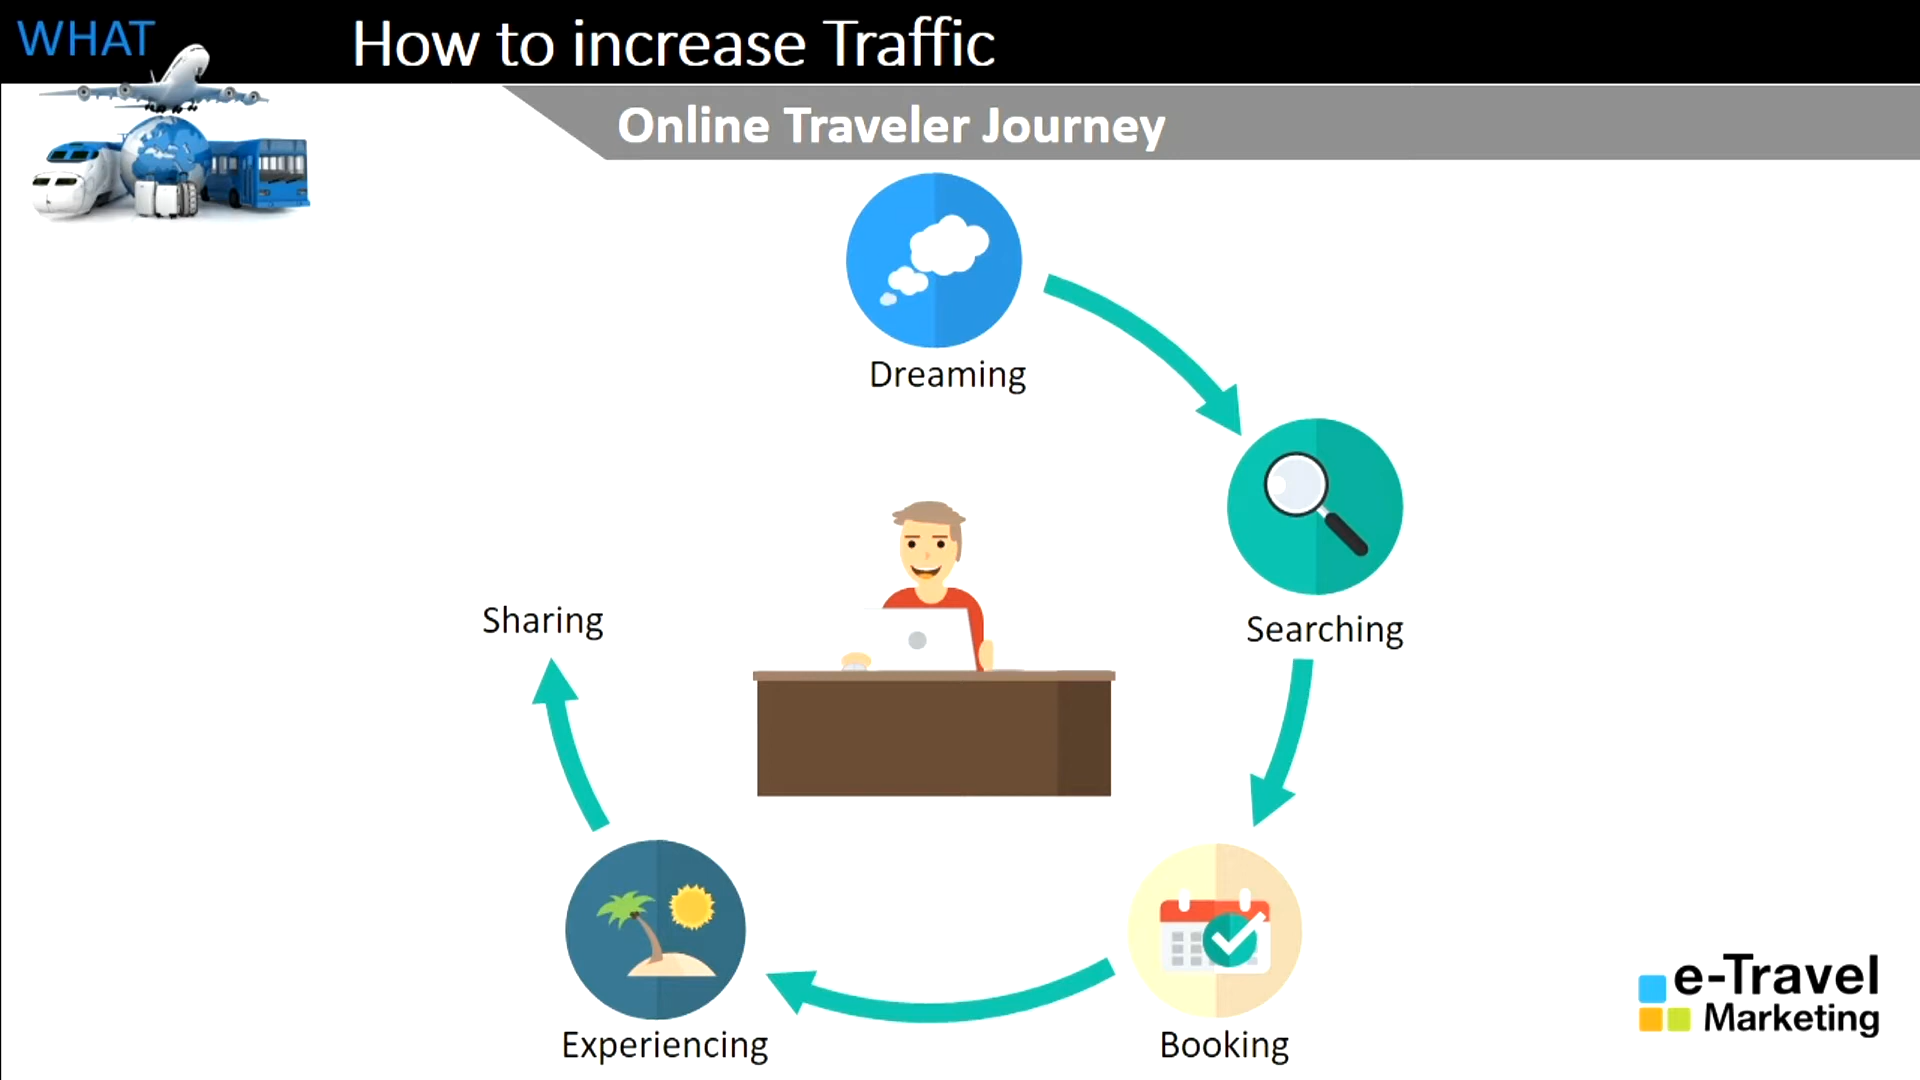 WHAT
How to increase Traffic
Online Traveler Journey
Dreaming
Searching
Sharing
Experiencing
Booking
e-Travel
Marketing